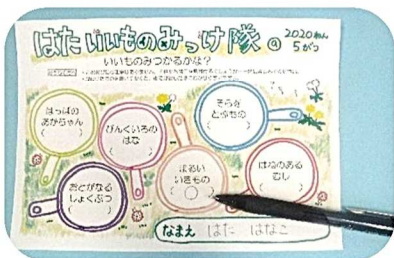 はたいいものみっけ隊の
2020ねん
5がつ
いいものみつかるかな？
はっぱの
あかちゃん
(　　)
ぴんくいろの
はな
(　　)
そらを
とぶもの
(　　)
おとがなる
しょくぶつ
(　　)
まるい
いきもの
(　○　)
はねのある
むし
(　　)
なまえ はた はなこ